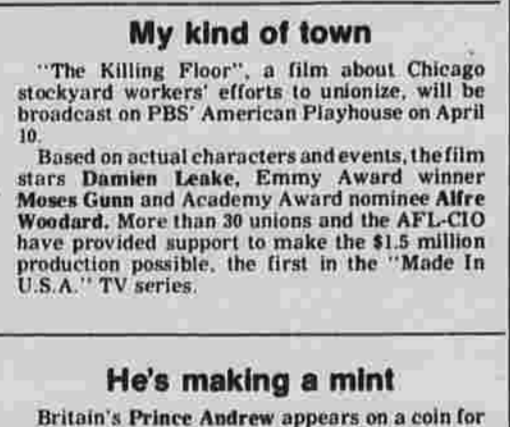 My kind of town
"The Killing Floor", a film about Chicago
stockyard workers' efforts to unionize, will be
broadcast on PBS' American Playhouse on April
10.
Based on actual characters and events, the film
stars Damien Leake, Emmy Award winner
Moses Gunn and Academy Award nominee Alfre
Woodard. More than 30 unions and the AFL-CIO
have provided support to make the $1.5 million
production possible, the first in the "Made In
U.S.A." TV series.
He's making a mint
Britain's Prince Andrew appears on a coin for